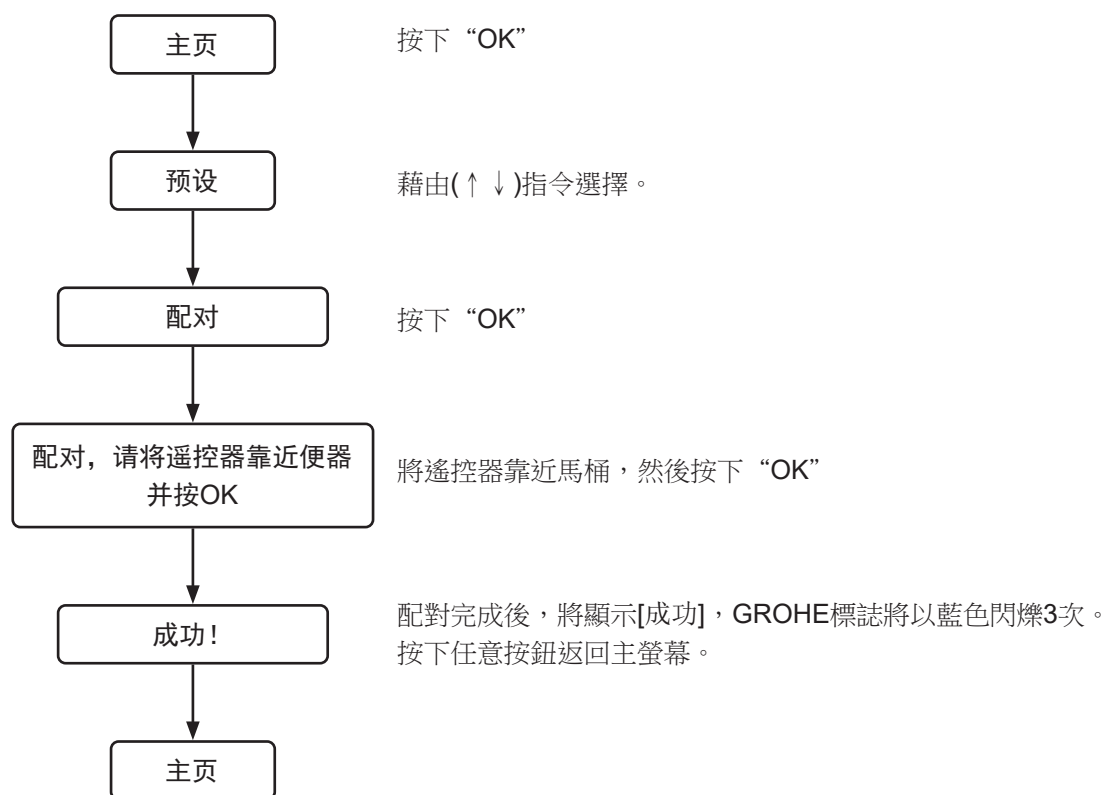 主页
按下“OK”
预设
藉由(↑↓)指令選擇。
配对
按下“OK”
配对，请将遥控器靠近便器
并按OK
將遙控器靠近馬桶，然後按下“OK”
成功！
配對完成後，將顯示[成功]，GROHE標誌將以藍色閃爍3次。
按下任意按鈕返回主螢幕。
主页